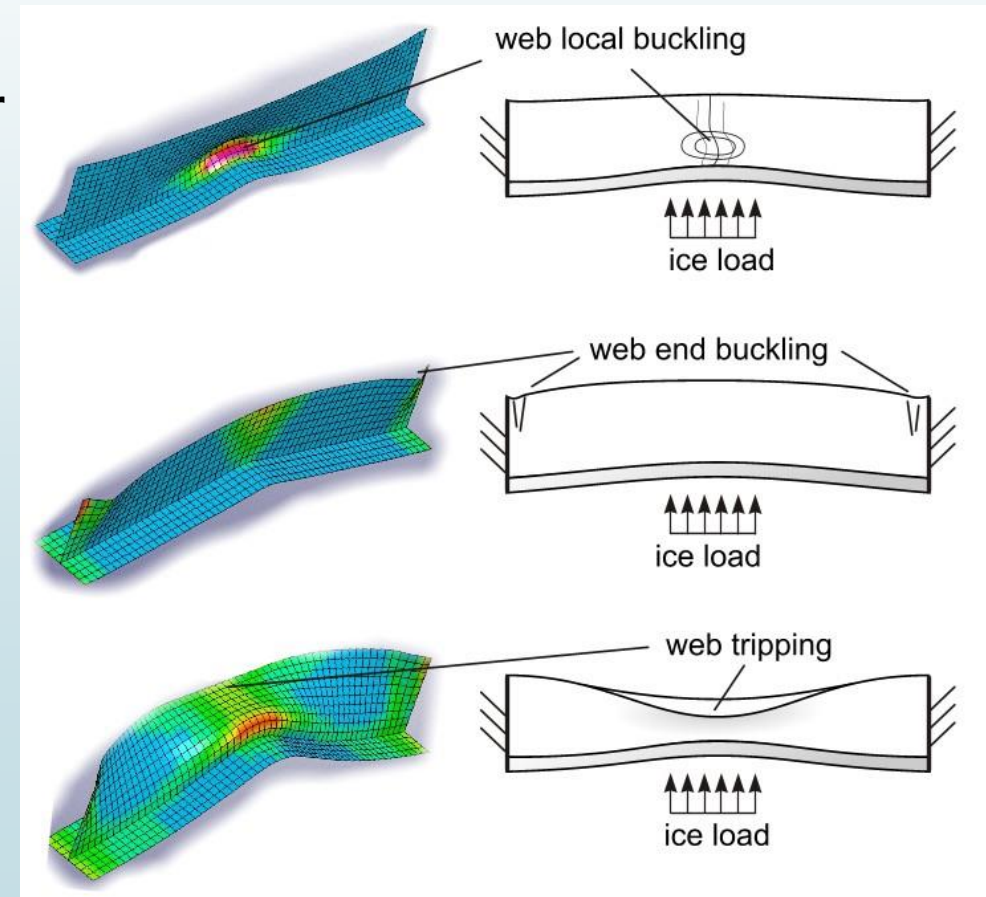 web local buckling
ice load
web end buckling
ice load
web tripping
ice load